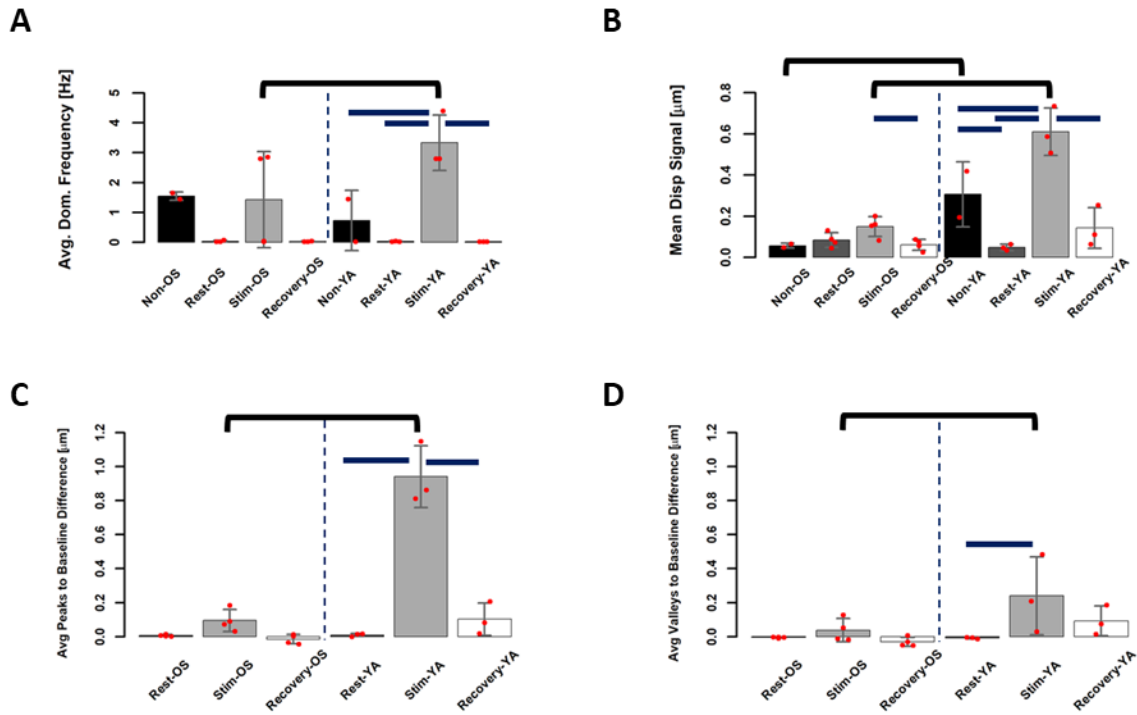 A
Avg. Dom. Frequency [Hz]
5
4
3
2
1
0
Non-OS
Rest-OS
Stim-OS
Recovery-OS
Non-YA
Rest-YA
Stim-YA
Recovery-YA
B
Mean Disp Signal [μm]
0.8
0.6
0.4
0.2
0.0
Non-OS
Rest-OS
Stim-OS
Recovery-OS
Non-YA
Rest-YA
Stim-YA
Recovery-YA
C
Avg Peaks to Baseline Difference [μm]
1.2
1.0
0.8
0.6
0.4
0.2
0.0
Rest-OS
Stim-OS
Recovery-OS
Rest-YA
Stim-YA
Recovery-YA
D
Avg Valleys to Baseline Difference [μm]
1.2
1.0
0.8
0.6
0.4
0.2
0.0
Rest-OS
Stim-OS
Recovery-OS
Rest-YA
Stim-YA
Recovery-YA